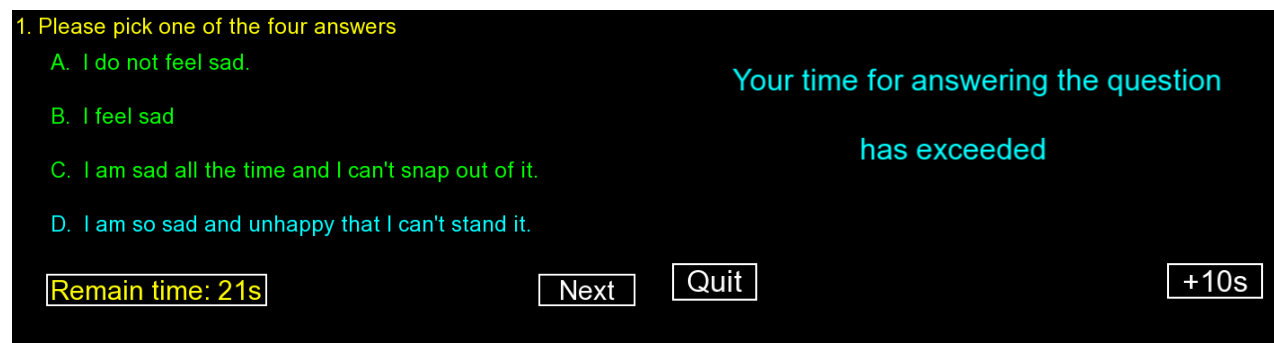 1. Please pick one of the four answers
A. I do not feel sad.
B. I feel sad
C. I am sad all the time and I can't snap out of it.
D. I am so sad and unhappy that I can't stand it.
Remain time: 21s
Next
Your time for answering the question
has exceeded
Quit
+10s